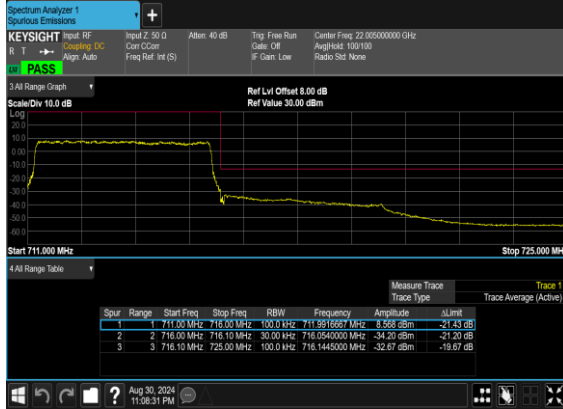 Spectrum Analyzer 1
Spurious Emissions
+
KEYSIGHT Input: RF Input Z: 50 Ω Atten: 40 dB Trig: Free Run Center Freq: 22.005000000 GHz
R T Coupling: DC Corr CCorr Gate: Off Avg|Hold: 100/100
Align: Auto Freq Ref: Int (S) IF Gain: Low Radio Std: None
PASS
3 All Range Graph Ref Lvl Offset 8.00 dB
Scale/Div 10.0 dB Ref Value 30.00 dBm
Log
20.0
10.0
0.00
-10.0
-20.0
-30.0
-40.0
-50.0
-60.0
Start 711.000 MHz Stop 725.000 MH
4 All Range Table
Measure Trace Trace 1
Trace Type Trace Average (Active)
Spur Range Start Freq Stop Freq RBW Frequency Amplitude ΔLimit
1 1 711.00 MHz 716.00 MHz 100.0 kHz 711.9916667 MHz 8.568 dBm -21.43 dB
2 2 716.00 MHz 716.10 MHz 30.00 kHz 716.0540000 MHz -34.20 dBm -21.20 dB
3 3 716.10 MHz 725.00 MHz 100.0 kHz 716.1445000 MHz -32.67 dBm -19.67 dB
? Aug 30, 2024
11:08:31 PM